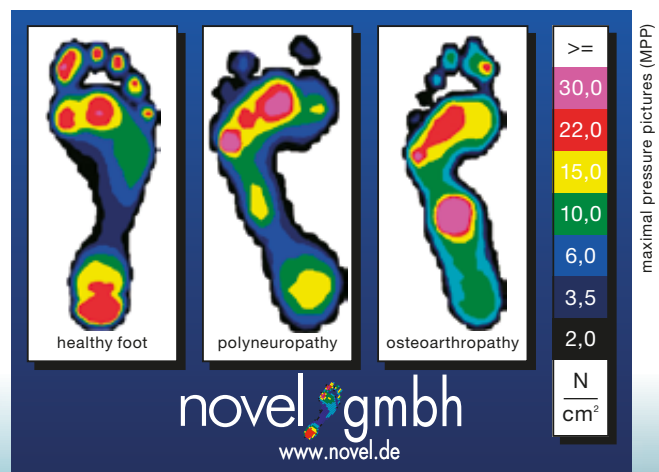 healthy foot
polyneuropathy
osteoarthropathy
>=
30,0
22,0
15,0
10,0
6,0
3,5
2,0
N
cm²
maximal pressure pictures (MPP)
novel gmbh
www.novel.de